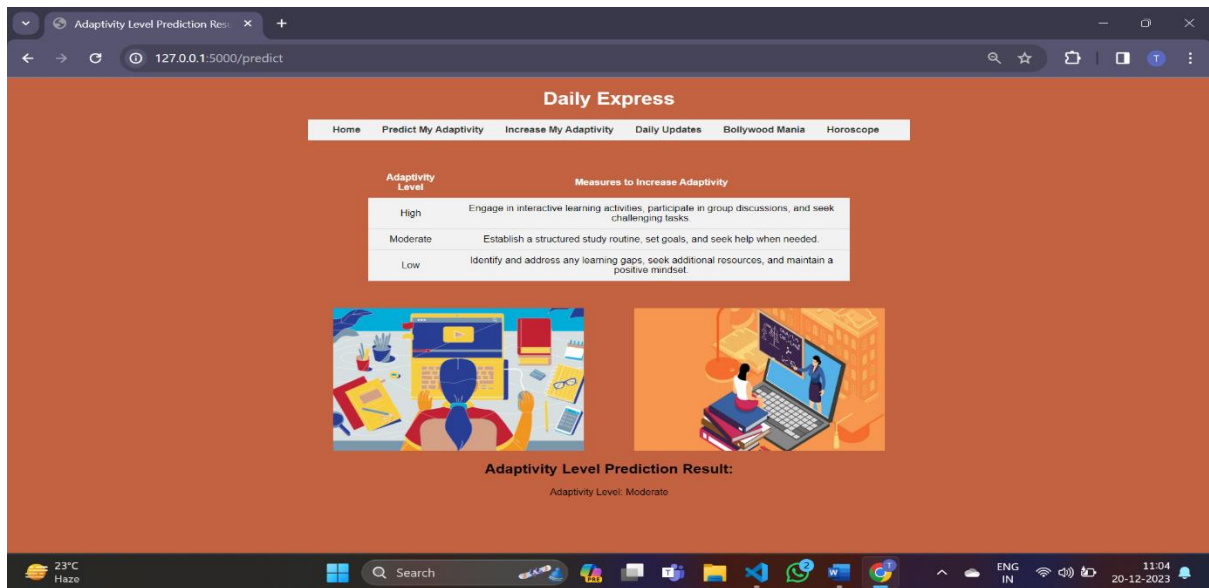 Adaptivity Level Prediction Res
127.0.0.1:5000/predict
T
Daily Express
Home Predict My Adaptivity Increase My Adaptivity Daily Updates Bollywood Mania Horoscope
Adaptivity Level
Measures to Increase Adaptivity
High
Engage in interactive learning activities, participate in group discussions, and seek
challenging tasks.
Moderate
Establish a structured study routine, set goals, and seek help when needed.
Low
Identify and address any learning gaps, seek additional resources, and maintain a
positive mindset.
Adaptivity Level Prediction Result:
Adaptivity Level: Moderate
23°C
Haze
Search
PRE
2
ENG
IN
11:04
20-12-2023